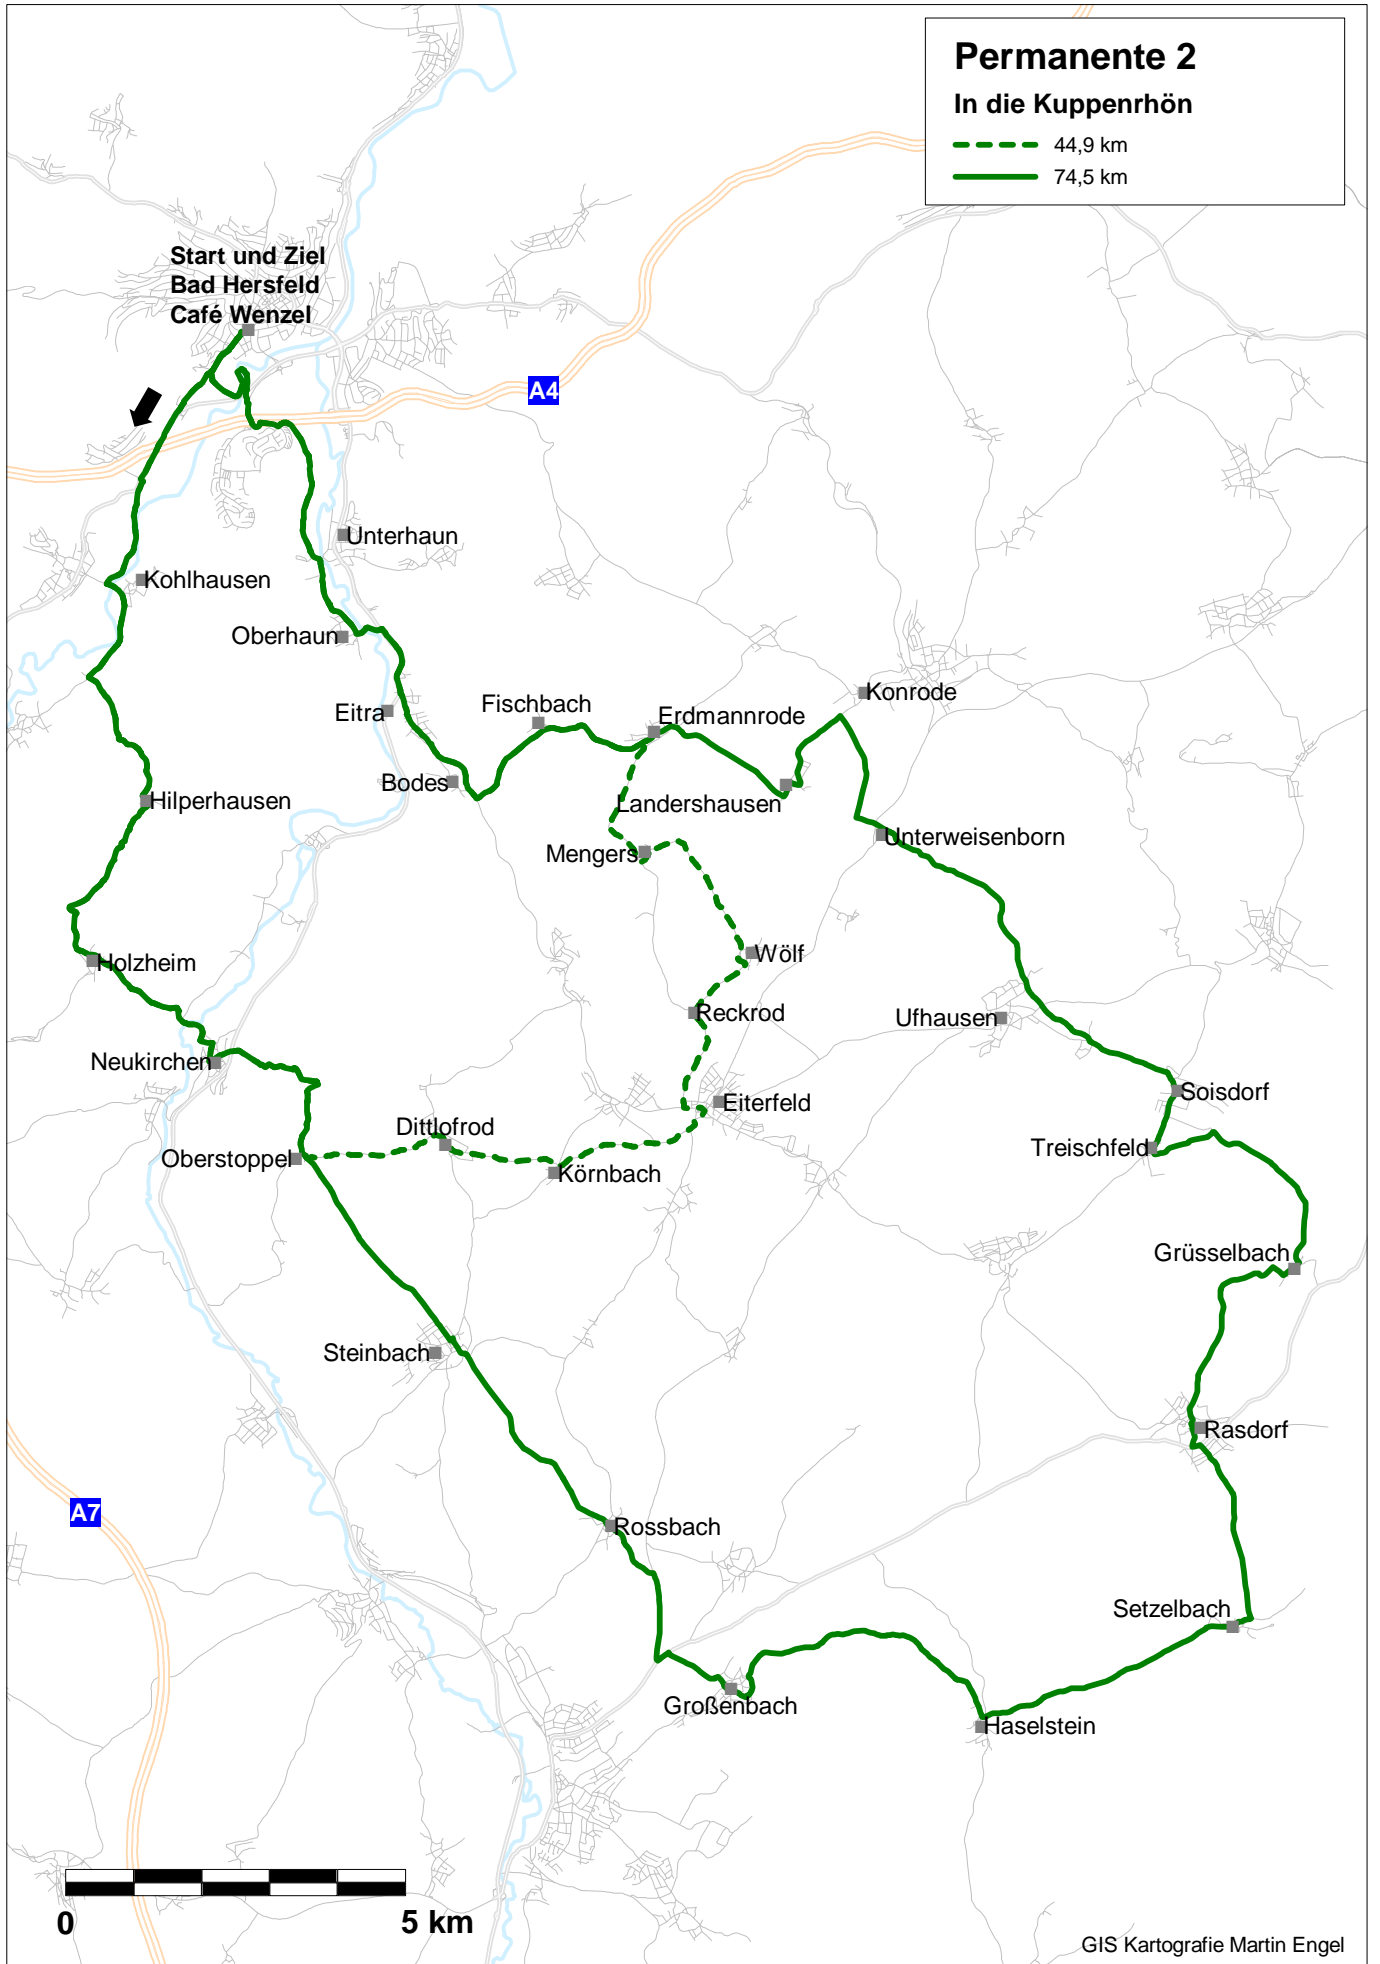 Permanente 2
In die Kuppenrhön
44,9 km
74,5 km
Start und Ziel
Bad Hersfeld
Café Wenzel
A4
Unterhaun
Kohlhausen
Oberhaun
Konrode
Fischbach
Eitra
Erdmannrode
Bodes
Landershausen
Hilperhausen
Unterweisenborn
Mengers
Wölf
Holzheim
Reckrod
Ufhausen
Neukirchen
Soisdorf
Eiterfeld
Dittlofrod
Treischfeld
Oberstoppel
Körnbach
Grüsselbach
Steinbach
Rasdorf
A7
Rossbach
Setzelbach
Großenbach
Haselstein
0
5 km
GIS Kartografie Martin Engel